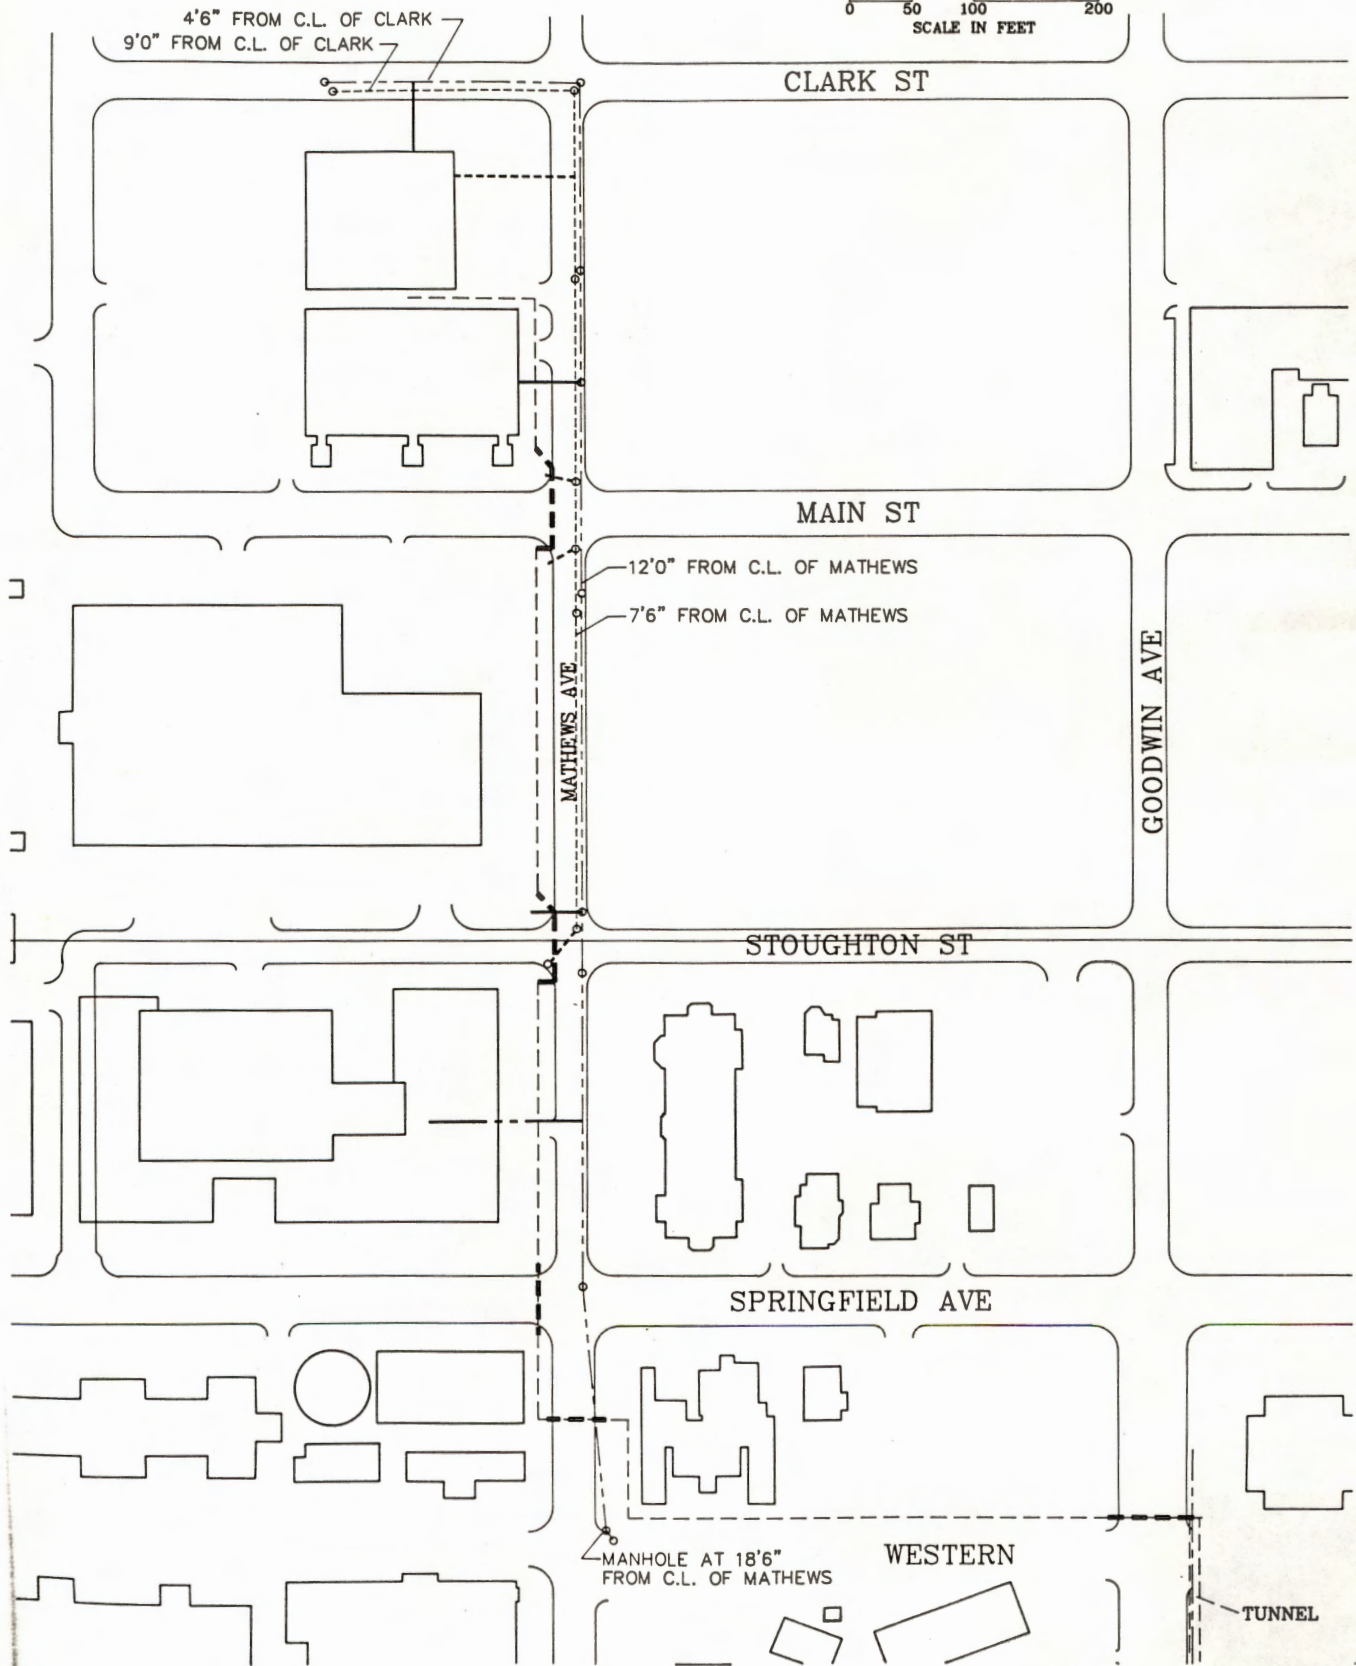 4'6" FROM C.L. OF CLARK
9'0" FROM C.L. OF CLARK
0 50 100 200
SCALE IN FEET
CLARK ST
MAIN ST
12'0" FROM C.L. OF MATHEWS
7'6" FROM C.L. OF MATHEWS
MATHEWS AVE
GOODWIN AVE
STOUGHTON ST
SPRINGFIELD AVE
MANHOLE AT 18'6"
FROM C.L. OF MATHEWS
WESTERN
TUNNEL